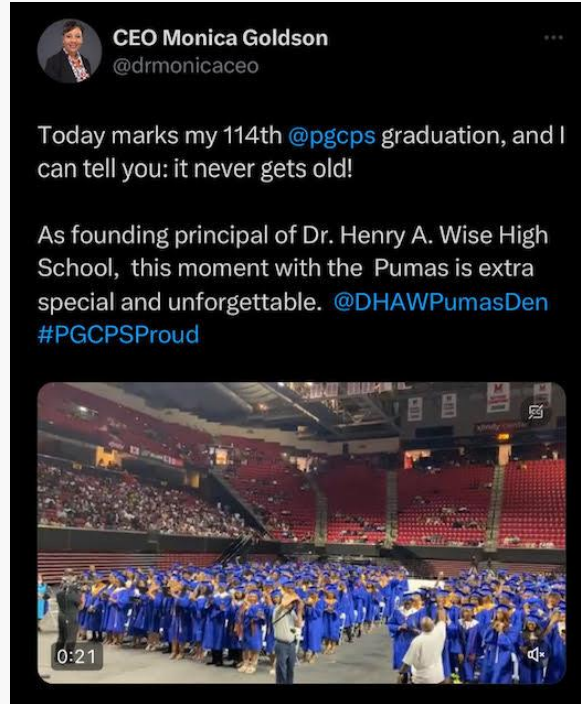 CEO Monica Goldson
@drmonicaceo
Today marks my 114th @pgcps graduation, and I
can tell you: it never gets old!
As founding principal of Dr. Henry A. Wise High
School,  this moment with the  Pumas is extra
special and unforgettable.  @DHAWPumasDen
#PGCPSProud
xfinity center
0:21